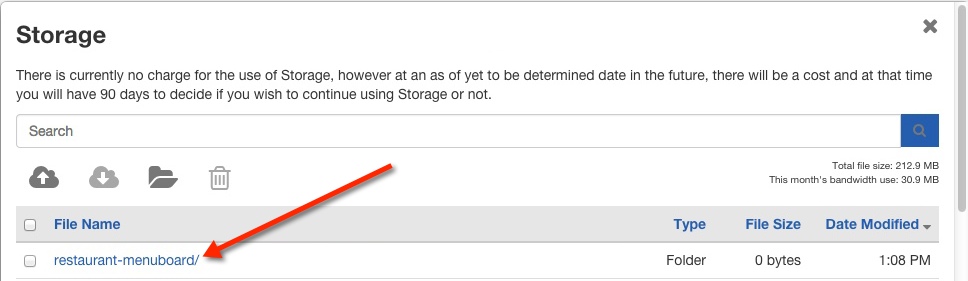 Storage
There is currently no charge for the use of Storage, however at an as of yet to be determined date in the future, there will be a cost and at that time
you will have 90 days to decide if you wish to continue using Storage or not.
Search
Total file size: 212.9 MB
This month's bandwidth use: 30.9 MB
File Name Type File Size Date Modified
restaurant-menuboard/ Folder 0 bytes 1:08 PM